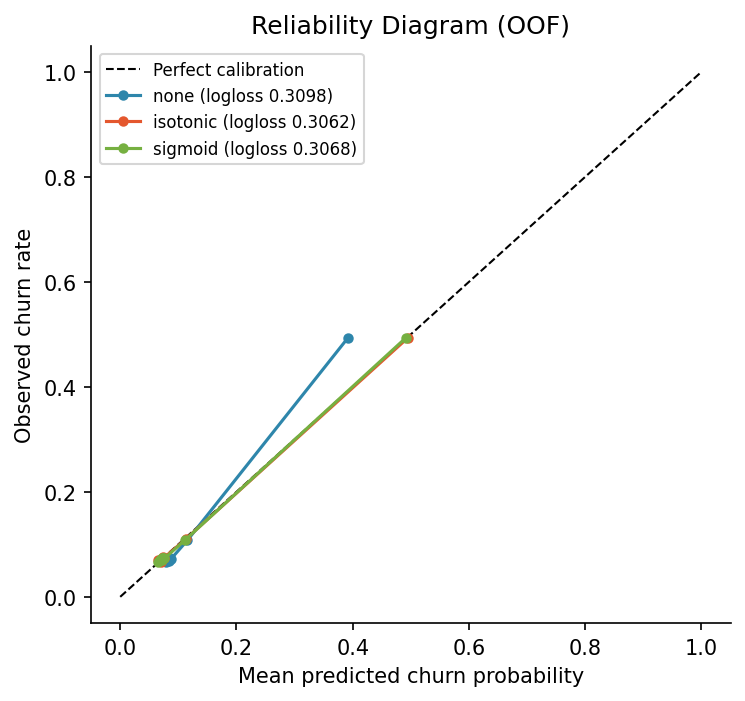 Reliability Diagram (OOF)
Perfect calibration
none (logloss 0.3098)
isotonic (logloss 0.3062)
sigmoid (logloss 0.3068)
Observed churn rate
1.0
0.8
0.6
0.4
0.2
0.0
0.0 0.2 0.4 0.6 0.8 1.0
Mean predicted churn probability